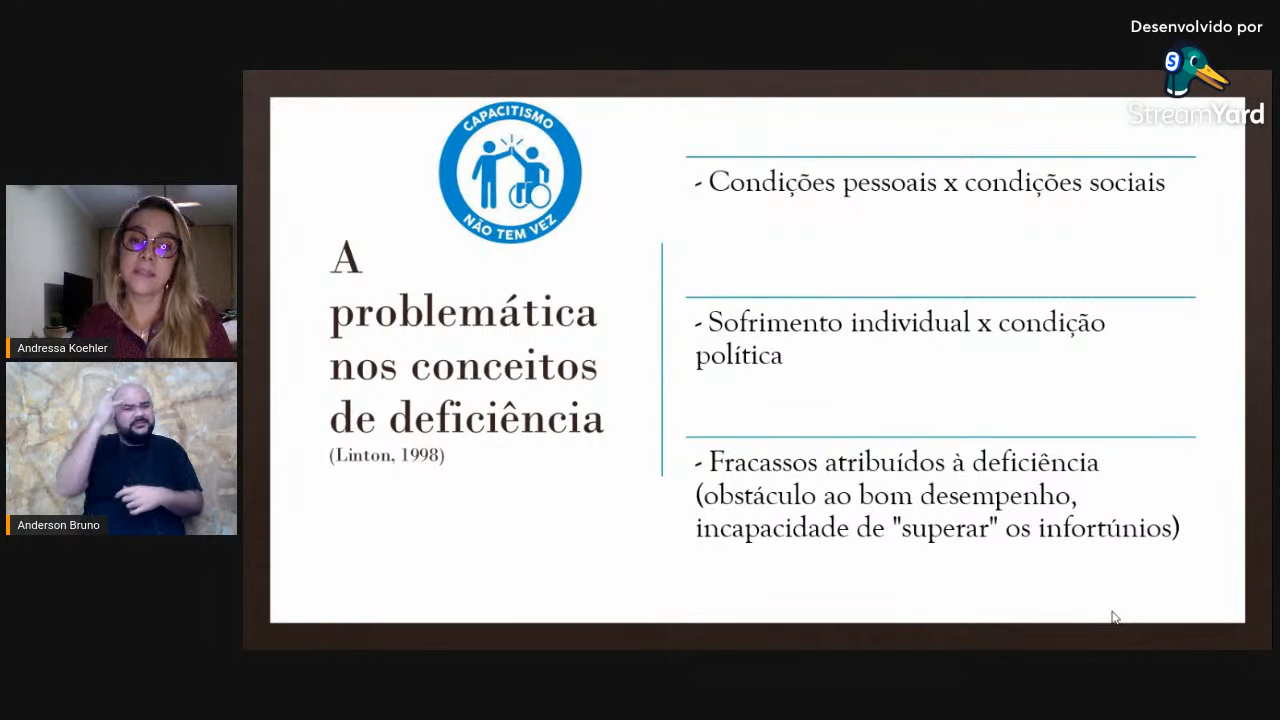 Desenvolvido por
StreamYard
CAPACITISMO
NÃO TEM VEZ
A
problemática
nos conceitos
de deficiência
(Linton, 1998)
- Condições pessoais x condições sociais
- Sofrimento individual x condição
política
- Fracassos atribuídos à deficiência
(obstáculo ao bom desempenho,
incapacidade de "superar" os infortúnios)
Andressa Koehler
Anderson Bruno